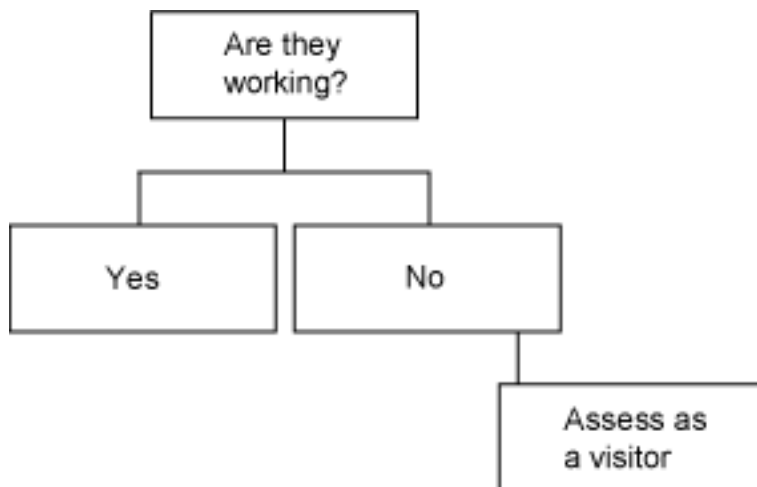 Are they
working?
Yes
No
Assess as
a visitor